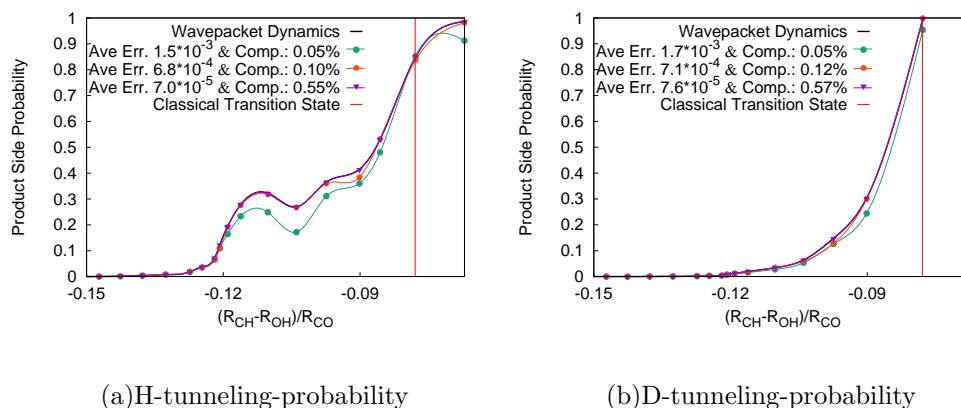 Wavepacket Dynamics
Ave Err. 1.5*10^-3 & Comp.: 0.05%
Ave Err. 6.8*10^-4 & Comp.: 0.10%
Ave Err. 7.0*10^-5 & Comp.: 0.55%
Classical Transition State
Product Side Probability
1
0.9
0.8
0.7
0.6
0.5
0.4
0.3
0.2
0.1
0
-0.15
-0.12
-0.09
(R_CH-R_OH)/R_CO
(a)H-tunneling-probability
Wavepacket Dynamics
Ave Err. 1.7*10^-3 & Comp.: 0.05%
Ave Err. 7.1*10^-4 & Comp.: 0.12%
Ave Err. 7.6*10^-5 & Comp.: 0.57%
Classical Transition State
Product Side Probability
1
0.9
0.8
0.7
0.6
0.5
0.4
0.3
0.2
0.1
0
-0.15
-0.12
-0.09
(R_CH-R_OH)/R_CO
(b)D-tunneling-probability